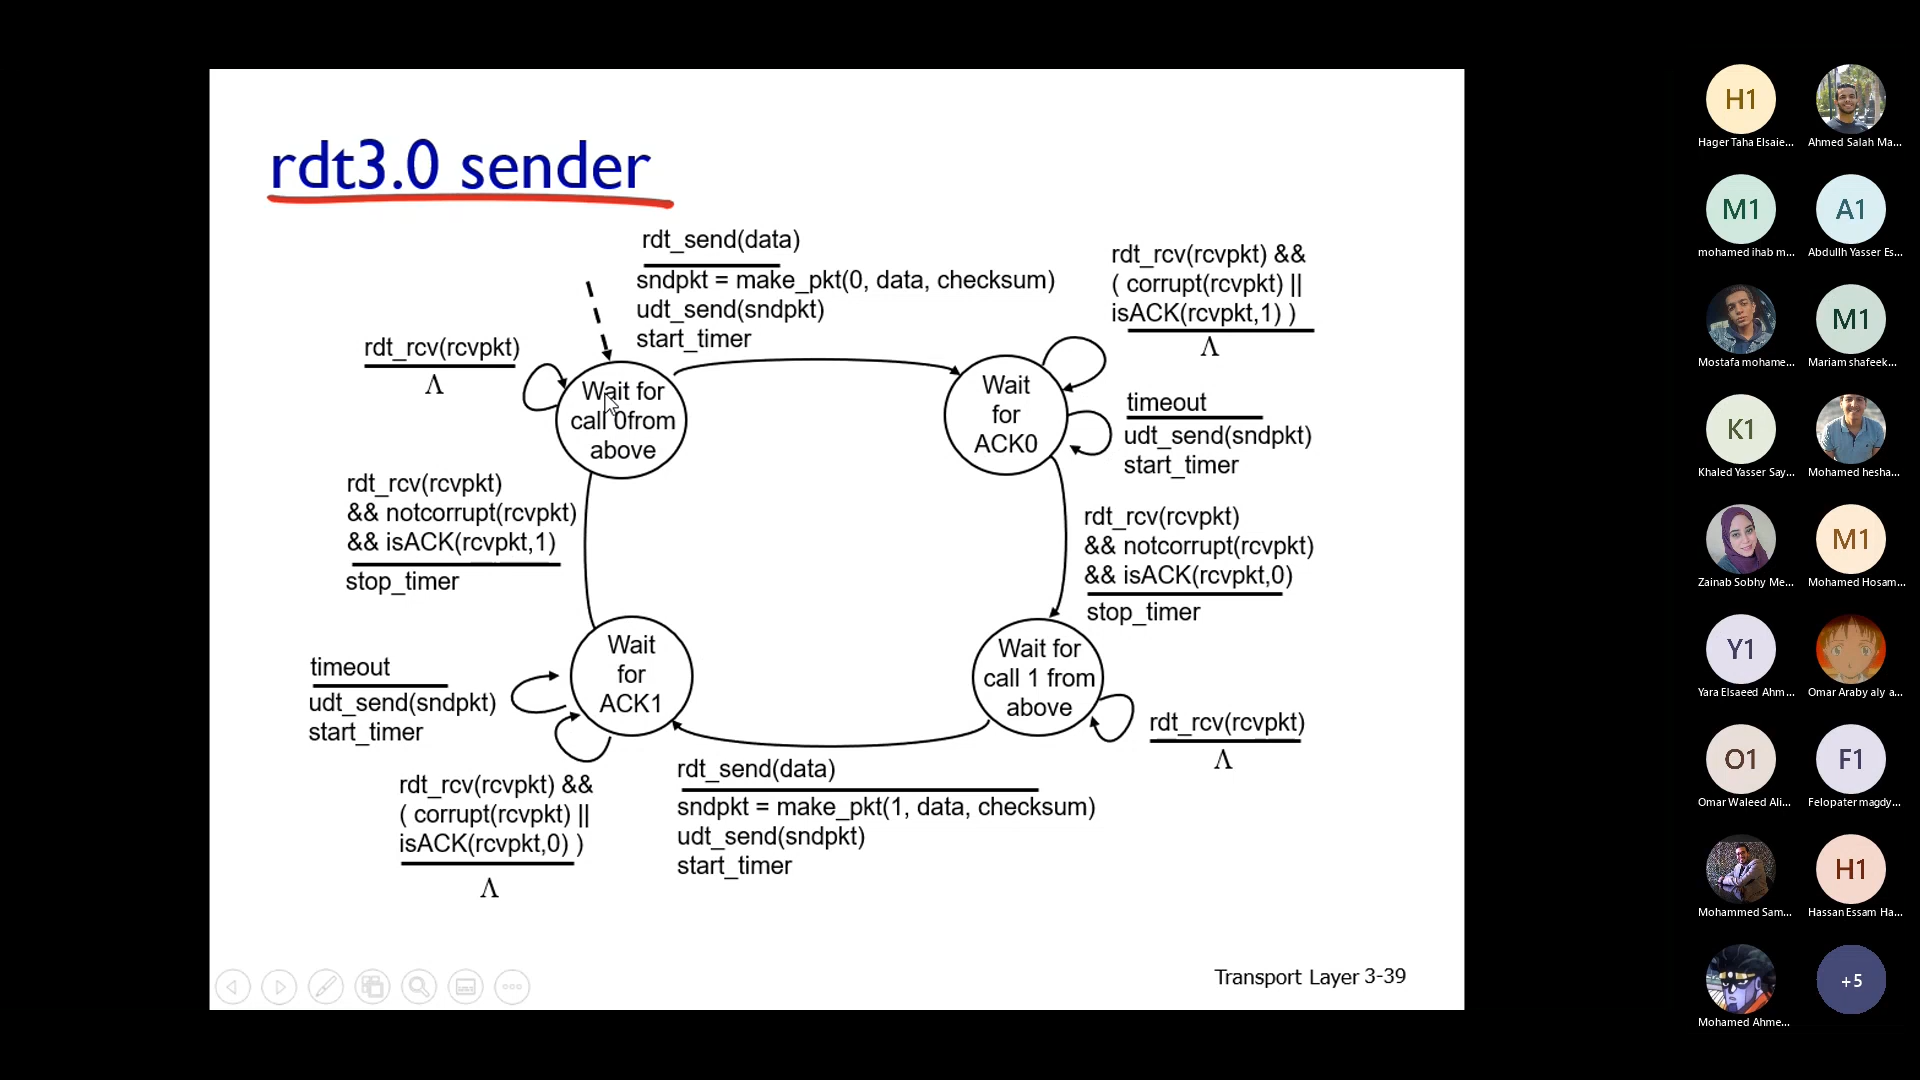 rdt3.0 sender
rdt_send(data)
sndpkt = make_pkt(0, data, checksum)
udt_send(sndpkt)
start_timer
rdt_rcv(rcvpkt) &&
( corrupt(rcvpkt) ||
isACK(rcvpkt,1) )
Λ
rdt_rcv(rcvpkt)
Λ
Wait for
call 0from
above
Wait
for
ACK0
timeout
udt_send(sndpkt)
start_timer
rdt_rcv(rcvpkt)
&& notcorrupt(rcvpkt)
&& isACK(rcvpkt,1)
stop_timer
rdt_rcv(rcvpkt)
&& notcorrupt(rcvpkt)
&& isACK(rcvpkt,0)
stop_timer
timeout
udt_send(sndpkt)
start_timer
Wait
for
ACK1
Wait for
call 1 from
above
rdt_rcv(rcvpkt)
Λ
rdt_rcv(rcvpkt) &&
( corrupt(rcvpkt) ||
isACK(rcvpkt,0) )
Λ
rdt_send(data)
sndpkt = make_pkt(1, data, checksum)
udt_send(sndpkt)
start_timer
Transport Layer 3-39
H1
Hager Taha Elsaie...
Ahmed Salah Ma...
M1
mohamed ihab m...
A1
Abdullh Yasser Es...
Mostafa mohame...
M1
Mariam shafeek...
K1
Khaled Yasser Say...
Mohamed hesha...
Zainab Sobhy Me...
M1
Mohamed Hosam...
Y1
Yara Elsaeed Ahm...
Omar Araby aly a...
O1
Omar Waleed Ali...
F1
Felopater magdy...
Mohammed Sam...
H1
Hassan Essam Ha...
Mohamed Ahme...
+5